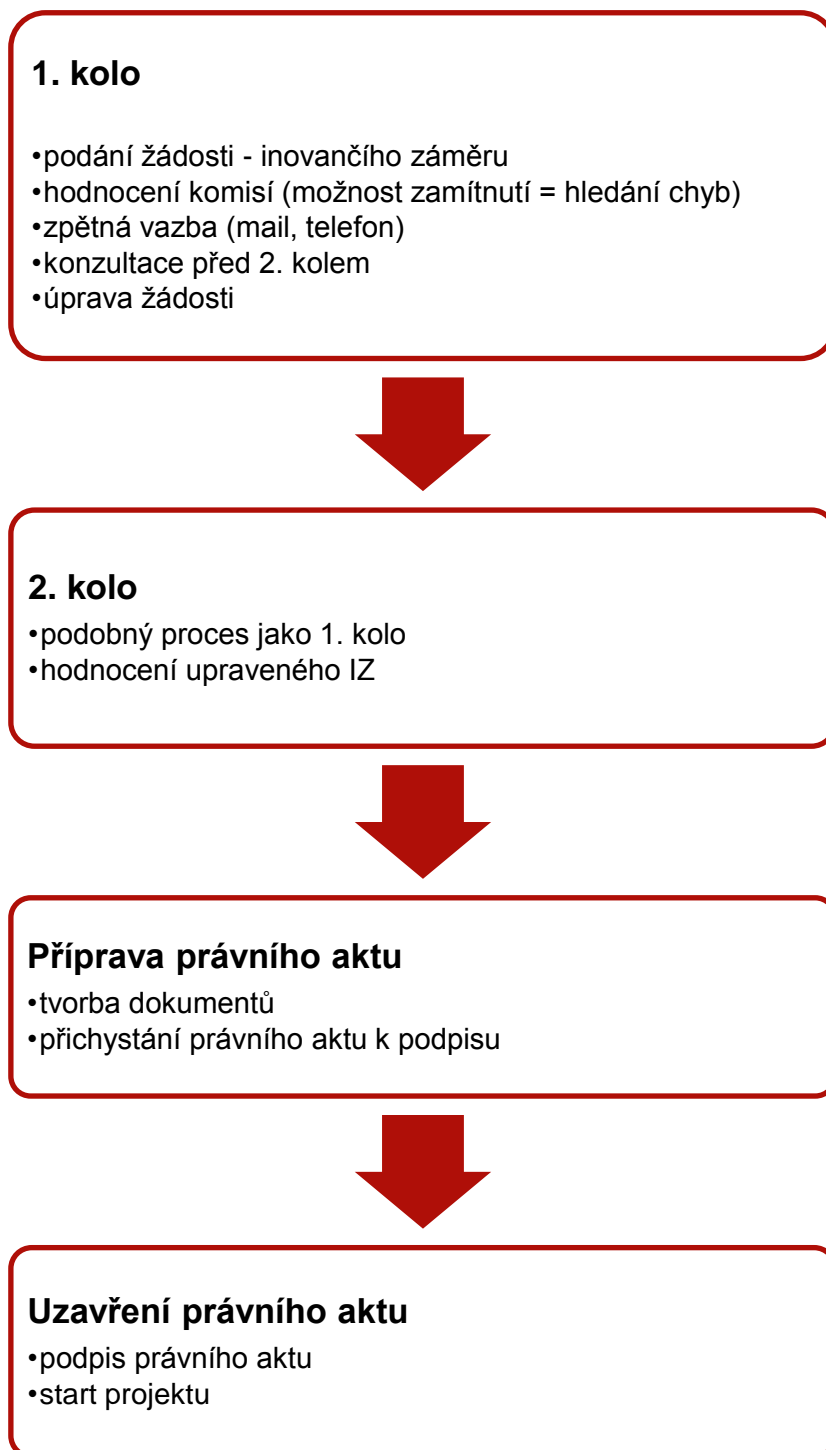 1. kolo
•podání žádosti - inovančího záměru
•hodnocení komisí (možnost zamítnutí = hledání chyb)
•zpětná vazba (mail, telefon)
•konzultace před 2. kolem
•úprava žádosti
2. kolo
•podobný proces jako 1. kolo
•hodnocení upraveného IZ
Příprava právního aktu
•tvorba dokumentů
•přichystání právního aktu k podpisu
Uzavření právního aktu
•podpis právního aktu
•start projektu